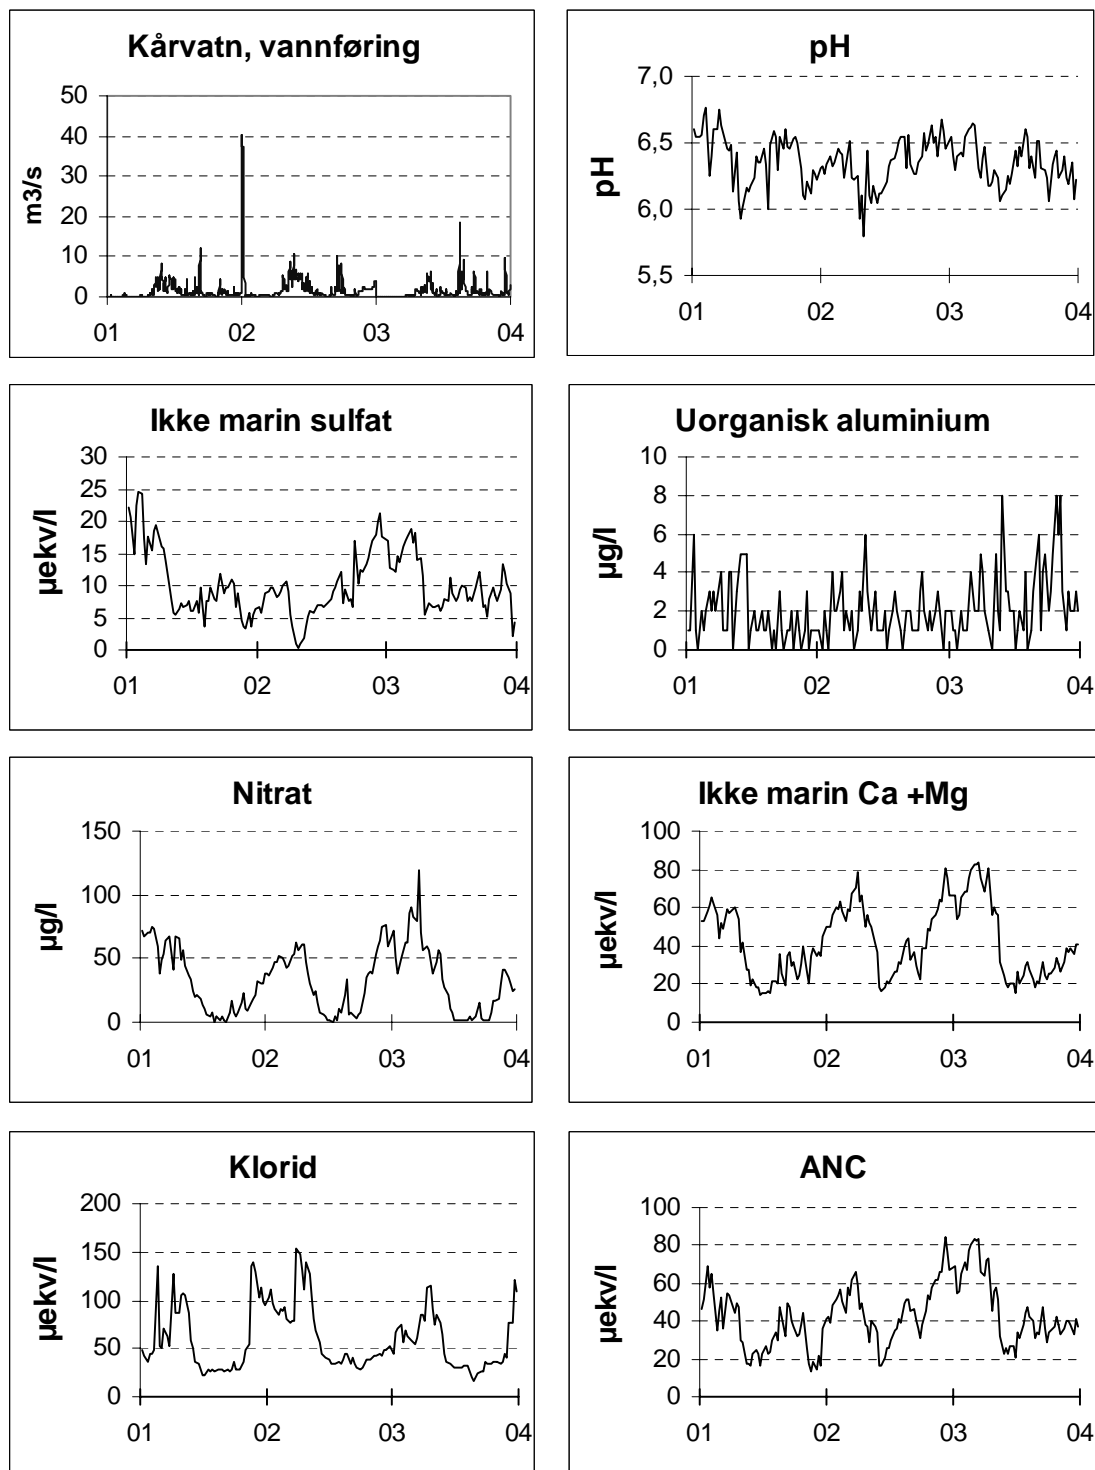 Kårvatn, vannføring
m3/s
50
40
30
20
10
0
01 02 03 04
pH
pH
7,0
6,5
6,0
5,5
01 02 03 04
Ikke marin sulfat
µekv/l
30
25
20
15
10
5
0
01 02 03 04
Uorganisk aluminium
µg/l
10
8
6
4
2
0
01 02 03 04
Nitrat
µg/l
150
100
50
0
01 02 03 04
Ikke marin Ca +Mg
µekv/l
100
80
60
40
20
0
01 02 03 04
Klorid
µekv/l
200
150
100
50
0
01 02 03 04
ANC
µekv/l
100
80
60
40
20
0
01 02 03 04